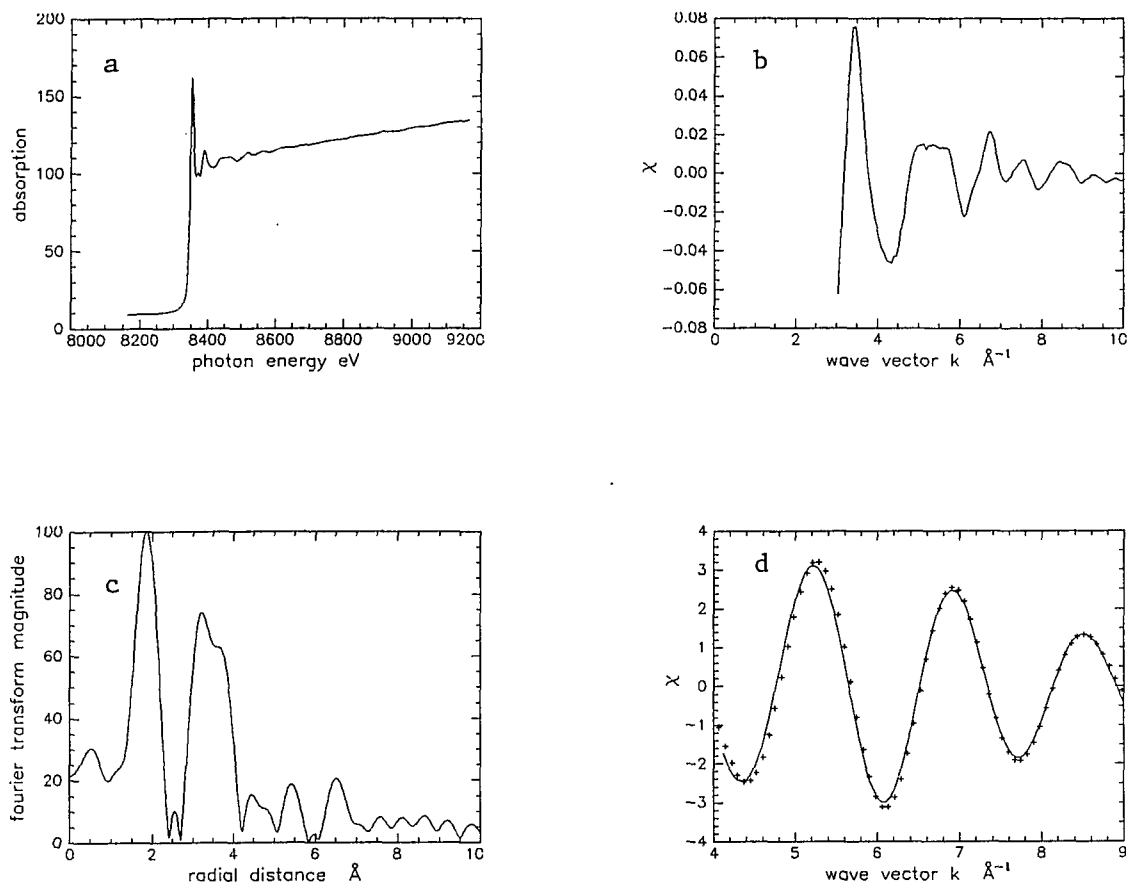 200
150
100
50
0
8000 8200 8400 8600 8800 9000 9200
photon energy eV
absorption
a
0.08
0.06
0.04
0.02
0.00
-0.02
-0.04
-0.06
-0.08
0 2 4 6 8 10
wave vector k Å⁻¹
χ
b
100
80
60
40
20
0
0 2 4 6 8 10
radial distance Å
fourier transform magnitude
c
4
3
2
1
0
-1
-2
-3
-4
4 5 6 7 8 9
wave vector k Å⁻¹
χ
d